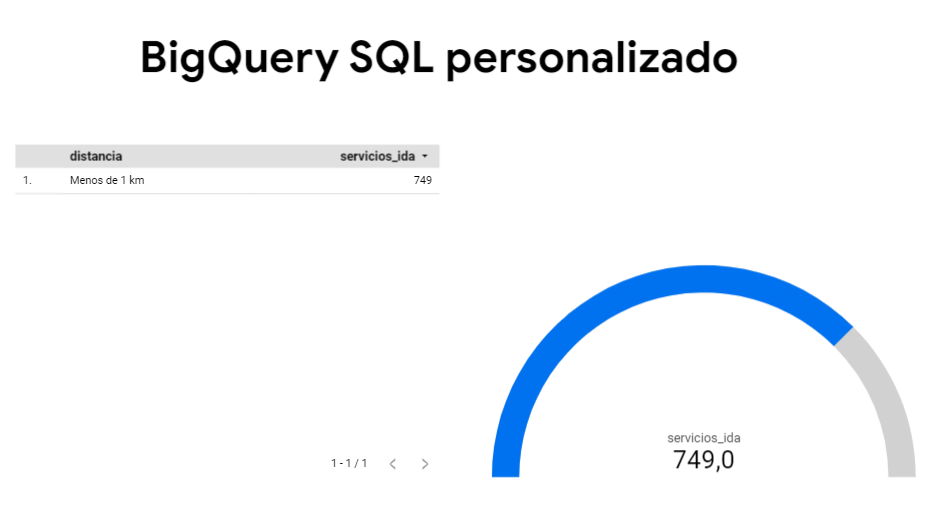 BigQuery SQL personalizado
distancia servicios_ida
1. Menos de 1 km 749
servicios_ida
749,0
1 - 1 / 1